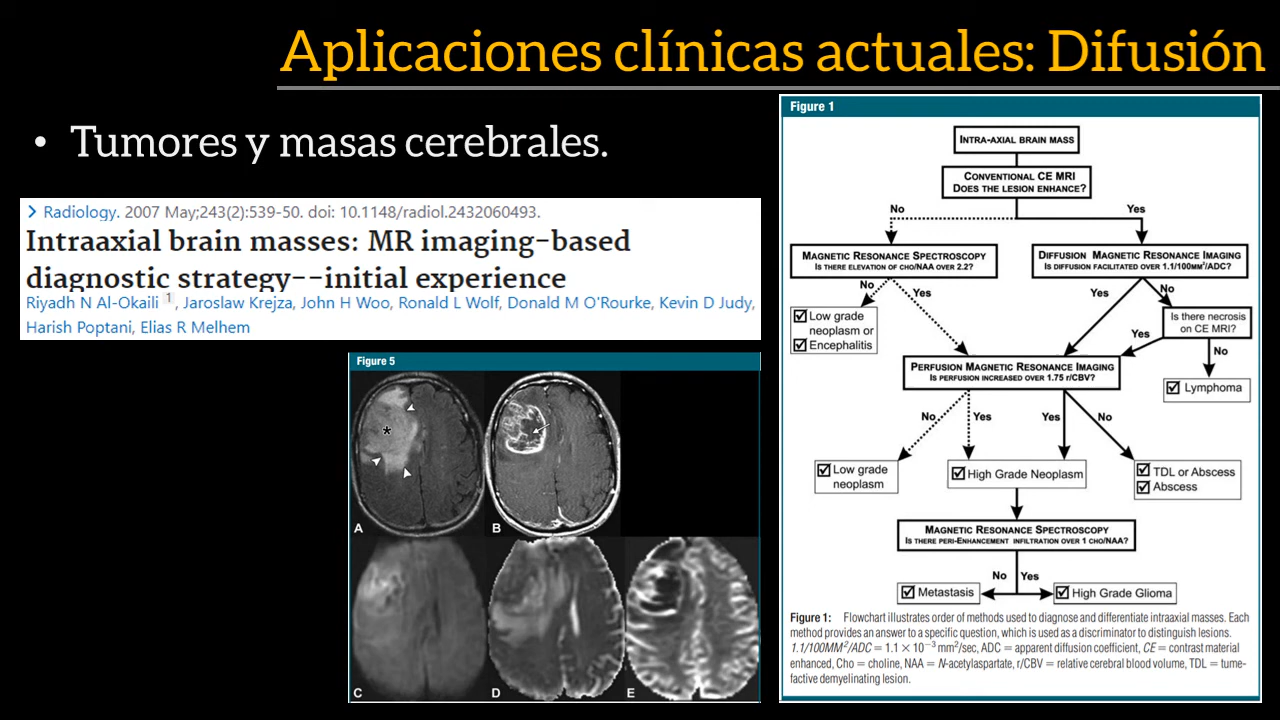 Aplicaciones clínicas actuales: Difusión
• Tumores y masas cerebrales.
> Radiology. 2007 May;243(2):539-50. doi: 10.1148/radiol.2432060493.
Intraaxial brain masses: MR imaging-based
diagnostic strategy--initial experience
Riyadh N Al-Okaili 1, Jaroslaw Krejza, John H Woo, Ronald L Wolf, Donald M O'Rourke, Kevin D Judy,
Harish Poptani, Elias R Melhem
Figure 5
*
A
B
C
D
E
Figure 1
INTRA-AXIAL BRAIN MASS
CONVENTIONAL CE MRI
DOES THE LESION ENHANCE?
No
Yes
MAGNETIC RESONANCE SPECTROSCOPY
IS THERE ELEVATION OF CHO/NAA OVER 2.2?
DIFFUSION MAGNETIC RESONANCE IMAGING
IS DIFFUSION FACILITATED OVER 1.1/100MM²/ADC?
No
Yes
Yes
No
Low grade
neoplasm or
Encephalitis
Is there necrosis
on CE MRI?
Yes
No
PERFUSION MAGNETIC RESONANCE IMAGING
IS PERFUSION INCREASED OVER 1.75 r/CBV?
Lymphoma
No
Yes
Yes
No
Low grade
neoplasm
High Grade Neoplasm
TDL or Abscess
Abscess
MAGNETIC RESONANCE SPECTROSCOPY
IS THERE PERI-ENHANCEMENT INFILTRATION OVER 1 CHO/NAA?
No
Yes
Metastasis
High Grade Glioma
Figure 1: Flowchart illustrates order of methods used to diagnose and differentiate intraaxial masses. Each
method provides an answer to a specific question, which is used as a discriminator to distinguish lesions.
1.1/100MM²/ADC = 1.1 × 10⁻³ mm²/sec, ADC = apparent diffusion coefficient, CE = contrast material
enhanced, Cho = choline, NAA = N-acetylaspartate, r/CBV = relative cerebral blood volume, TDL = tume-
factive demyelinating lesion.